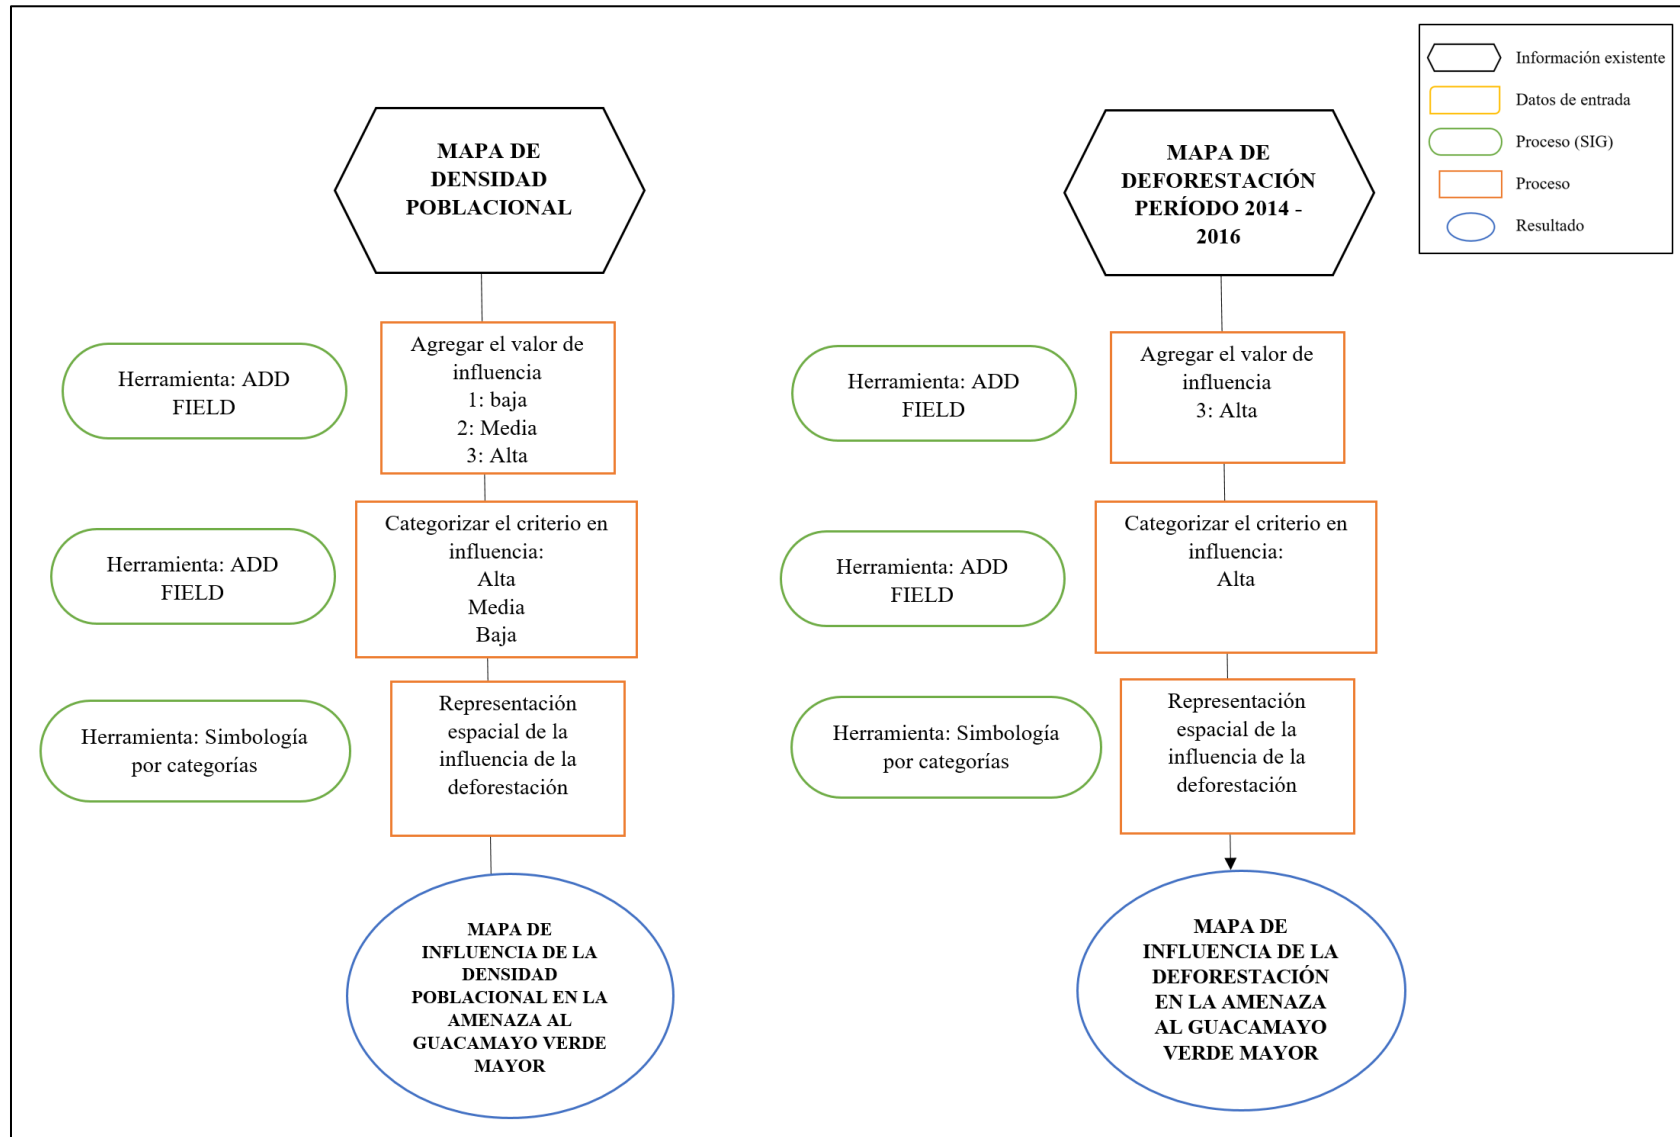 Información existente
Datos de entrada
Proceso (SIG)
Proceso
Resultado
MAPA DE
DENSIDAD
POBLACIONAL
Herramienta: ADD
FIELD
Agregar el valor de
influencia
1: baja
2: Media
3: Alta
Herramienta: ADD
FIELD
Categorizar el criterio en
influencia:
Alta
Media
Baja
Herramienta: Simbología
por categorías
Representación
espacial de la
influencia de la
deforestación
MAPA DE
INFLUENCIA DE LA
DENSIDAD
POBLACIONAL EN LA
AMENAZA AL
GUACAMAYO VERDE
MAYOR
MAPA DE
DEFORESTACIÓN
PERÍODO 2014 -
2016
Herramienta: ADD
FIELD
Agregar el valor de
influencia
3: Alta
Herramienta: ADD
FIELD
Categorizar el criterio en
influencia:
Alta
Herramienta: Simbología
por categorías
Representación
espacial de la
influencia de la
deforestación
MAPA DE
INFLUENCIA DE LA
DEFORESTACIÓN
EN LA AMENAZA
AL GUACAMAYO
VERDE MAYOR